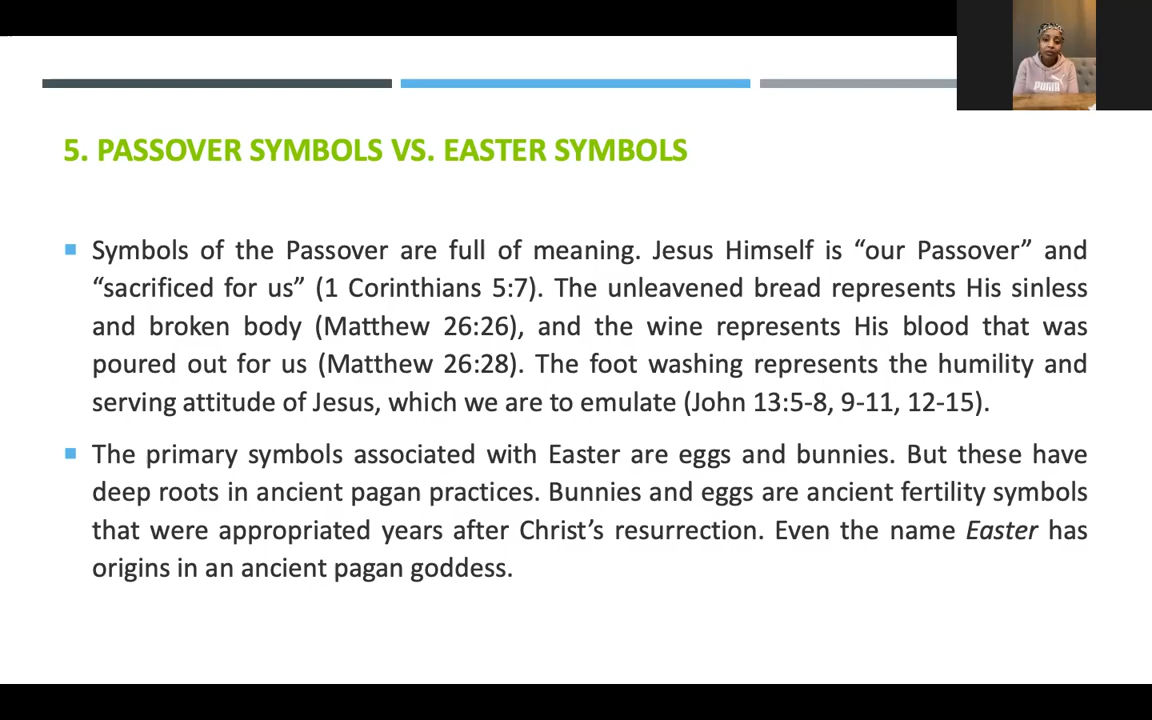 5. PASSOVER SYMBOLS VS. EASTER SYMBOLS
Symbols of the Passover are full of meaning. Jesus Himself is “our Passover” and
“sacrificed for us” (1 Corinthians 5:7). The unleavened bread represents His sinless
and broken body (Matthew 26:26), and the wine represents His blood that was
poured out for us (Matthew 26:28). The foot washing represents the humility and
serving attitude of Jesus, which we are to emulate (John 13:5-8, 9-11, 12-15).
The primary symbols associated with Easter are eggs and bunnies. But these have
deep roots in ancient pagan practices. Bunnies and eggs are ancient fertility symbols
that were appropriated years after Christ’s resurrection. Even the name Easter has
origins in an ancient pagan goddess.
PUMA